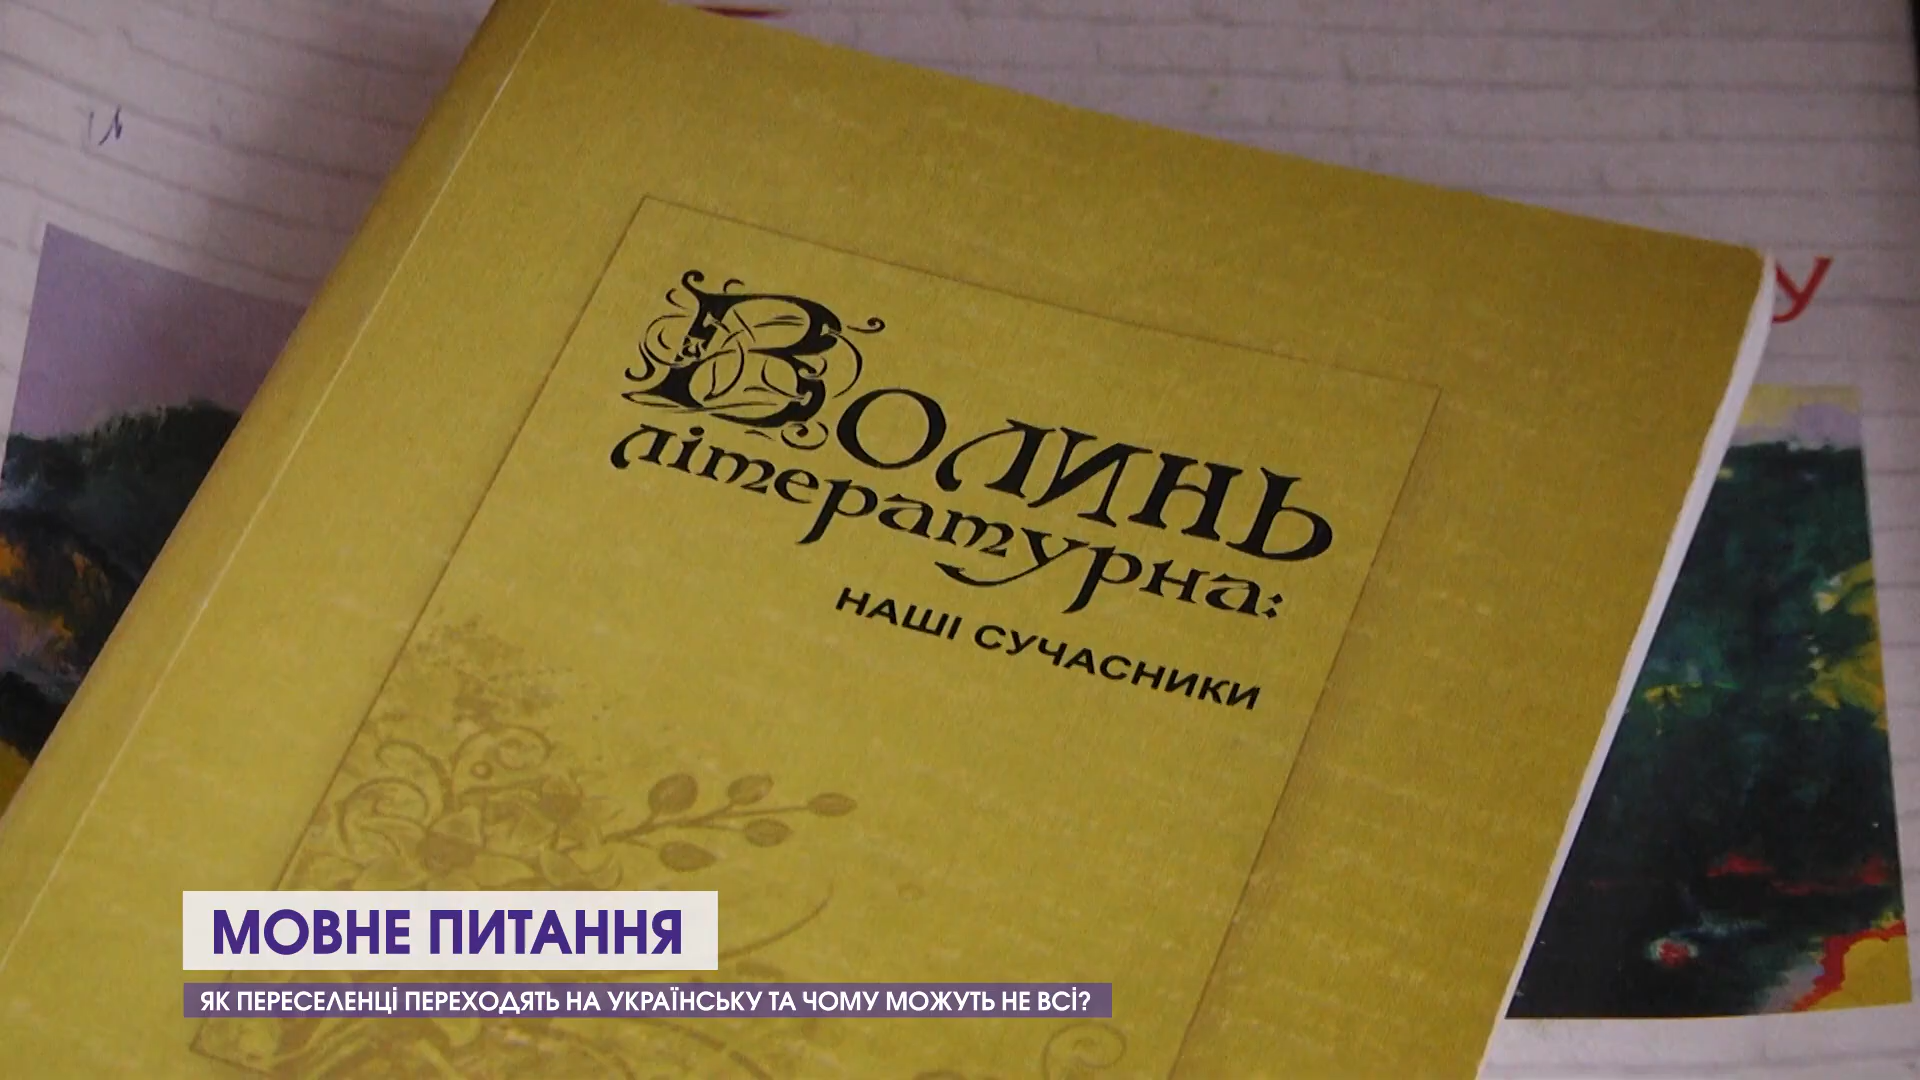 Волинь
літературна:
НАШІ СУЧАСНИКИ
У
МОВНЕ ПИТАННЯ
ЯК ПЕРЕСЕЛЕНЦІ ПЕРЕХОДЯТЬ НА УКРАЇНСЬКУ ТА ЧОМУ МОЖУТЬ НЕ ВСІ?